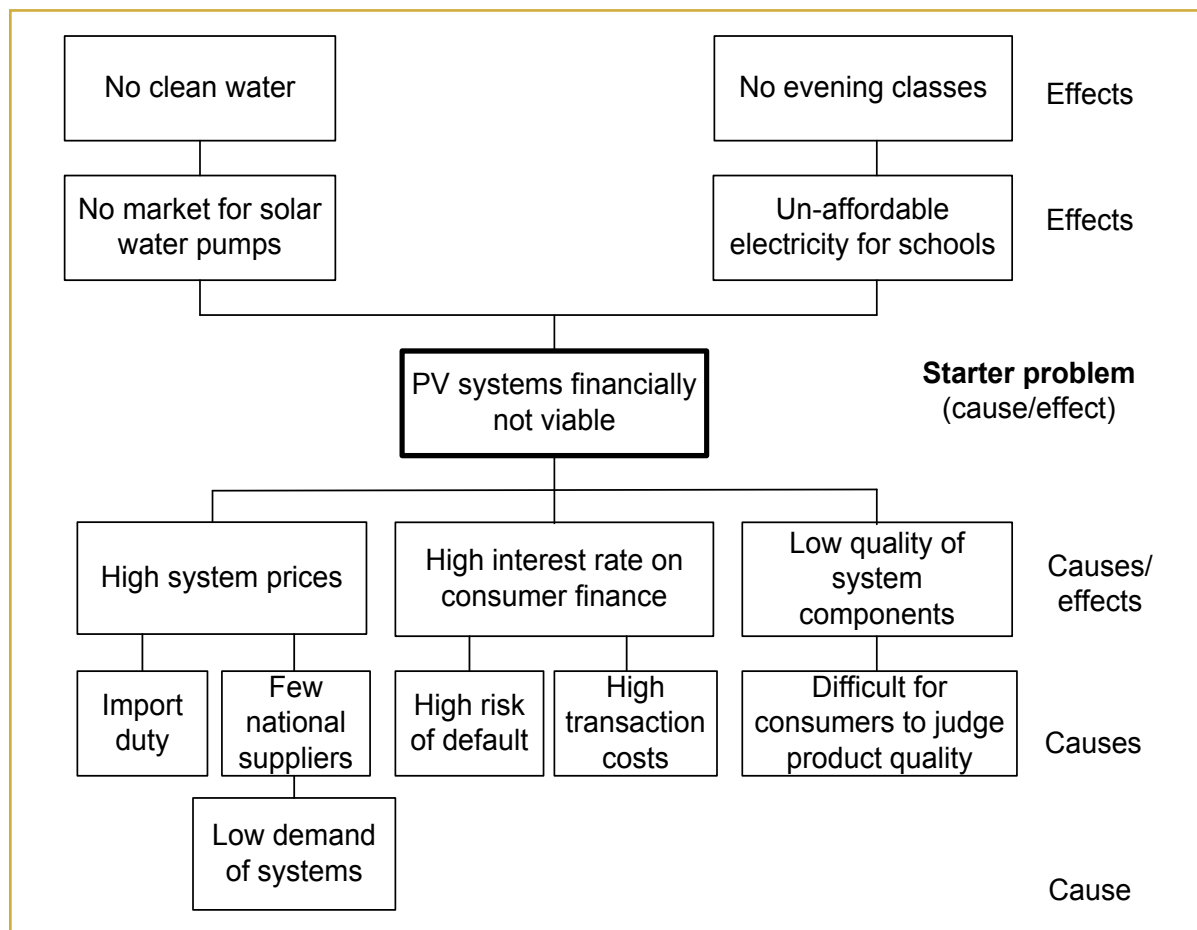 No clean water
No evening classes
Effects
No market for solar
water pumps
Un-affordable
electricity for schools
Effects
PV systems financially
not viable
Starter problem
(cause/effect)
High system prices
High interest rate on
consumer finance
Low quality of
system
components
Causes/
effects
Import
duty
Few
national
suppliers
High risk
of default
High
transaction
costs
Difficult for
consumers to judge
product quality
Causes
Low demand
of systems
Cause